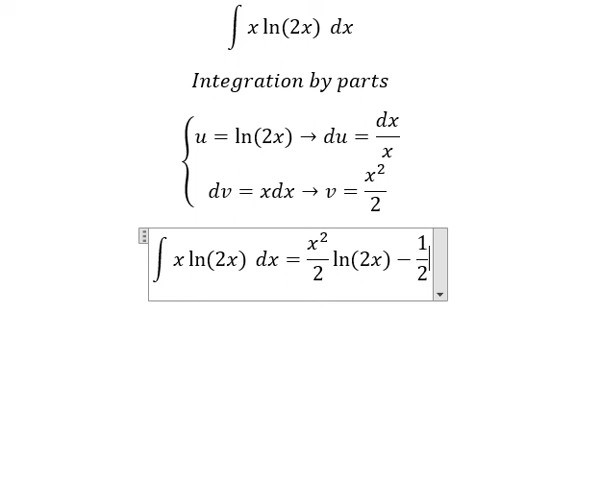 ∫ x ln(2x) dx
Integration by parts
{ u = ln(2x) → du = dx/x
dv = xdx → v = x²/2
∫ x ln(2x) dx = x²/2 ln(2x) − 1/2